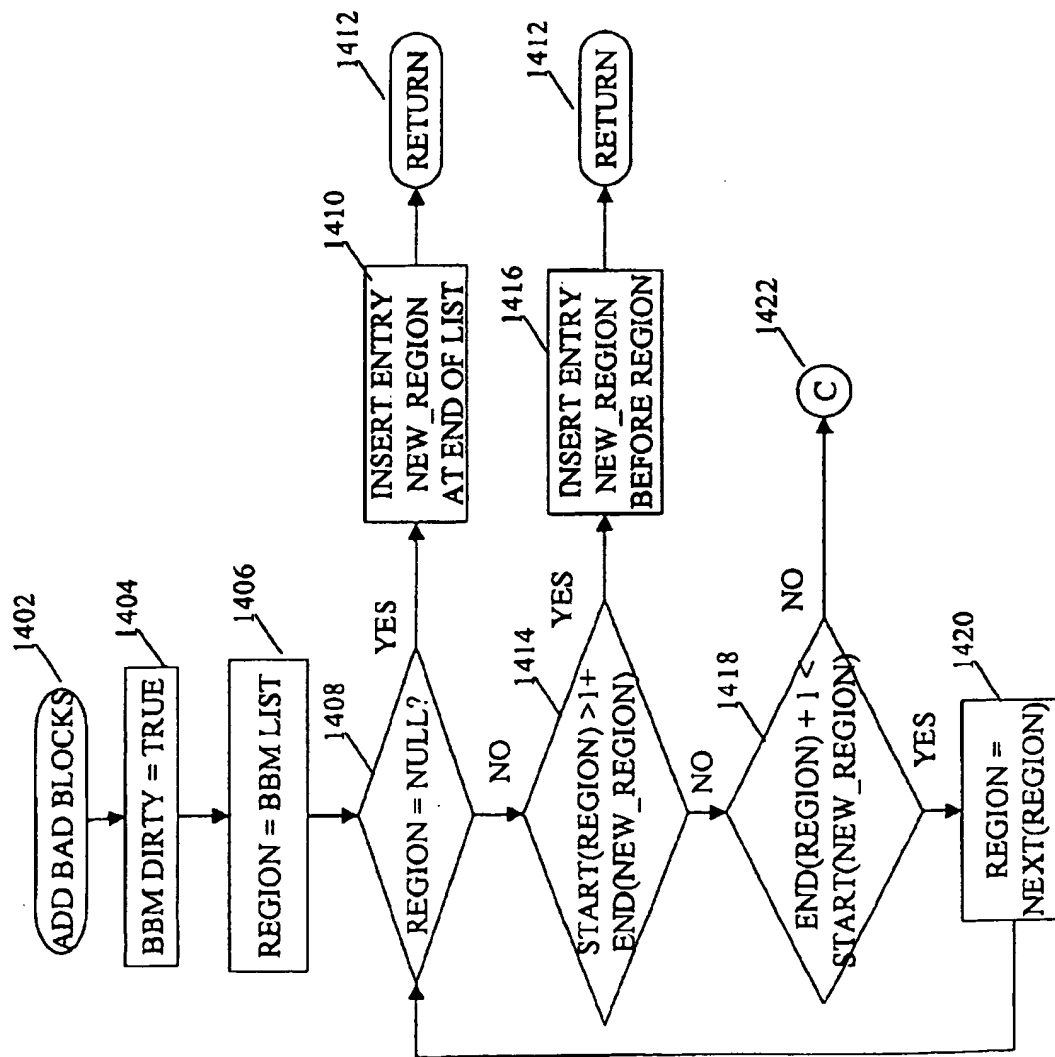 1402
ADD BAD BLOCKS
1404
BBM DIRTY = TRUE
1406
REGION = BBM LIST
1408
REGION = NULL?
YES
NO
1410
INSERT ENTRY
NEW_REGION
AT END OF LIST
1412
RETURN
1414
START(REGION) >1+
END(NEW_REGION)
YES
NO
1416
INSERT ENTRY
NEW_REGION
BEFORE REGION
1412
RETURN
1418
END(REGION) + 1 <
START(NEW_REGION)
NO
YES
1422
C
1420
REGION =
NEXT(REGION)